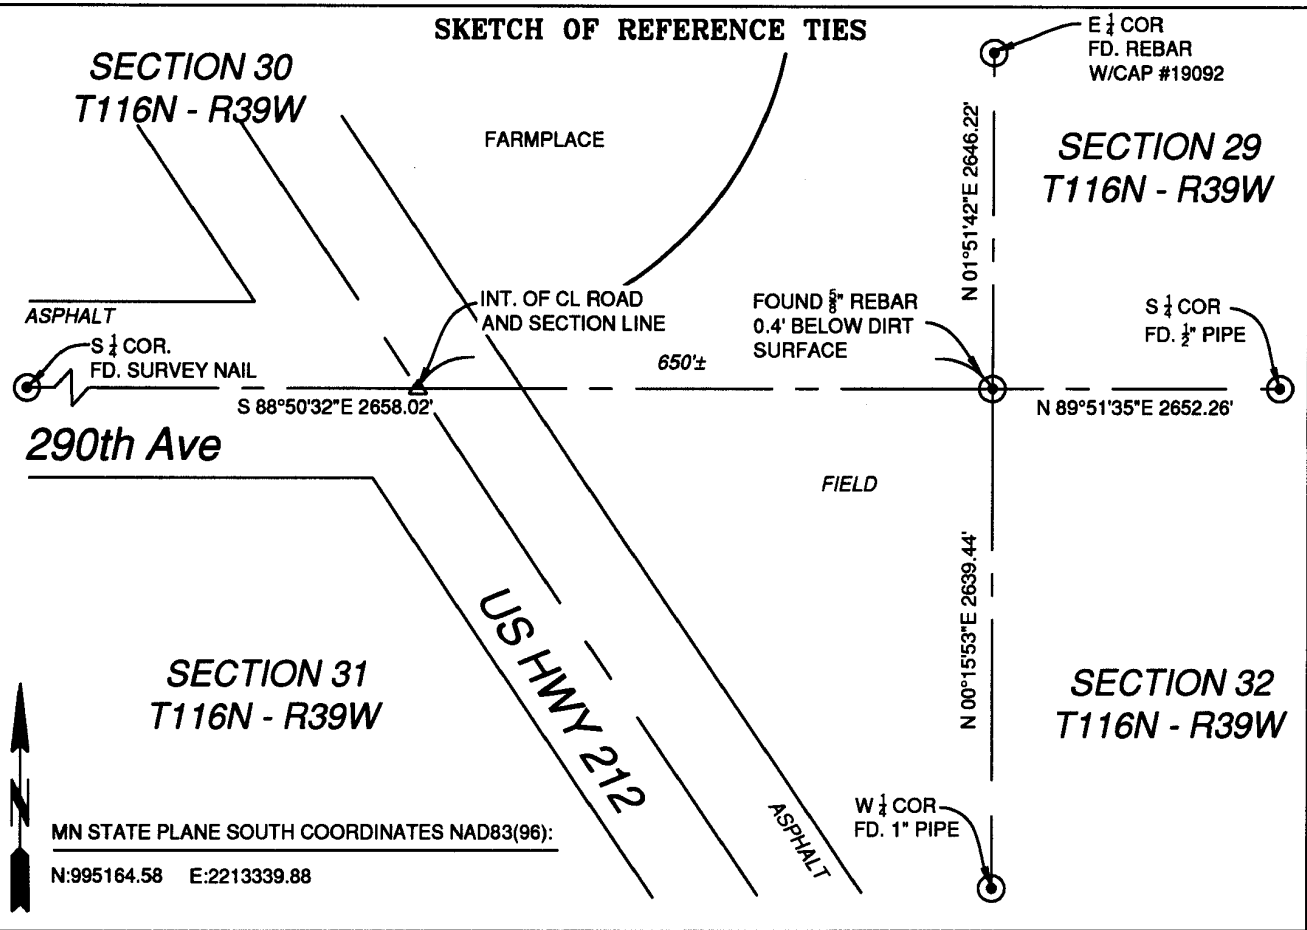 SKETCH OF REFERENCE TIES
SECTION 30
T116N - R39W
FARMPLACE
E 1/4 COR
FD. REBAR
W/CAP #19092
SECTION 29
T116N - R39W
N 01°51'42"E 2646.22'
ASPHALT
S 1/4 COR.
FD. SURVEY NAIL
INT. OF CL ROAD
AND SECTION LINE
FOUND 5/8" REBAR
0.4' BELOW DIRT
SURFACE
S 1/4 COR
FD. 1/2" PIPE
650'±
S 88°50'32"E 2658.02'
N 89°51'35"E 2652.26'
290th Ave
FIELD
N 00°15'53"E 2639.44'
US HWY 212
SECTION 31
T116N - R39W
SECTION 32
T116N - R39W
N
ASPHALT
W 1/4 COR
FD. 1" PIPE
MN STATE PLANE SOUTH COORDINATES NAD83(96):
N:995164.58 E:2213339.88